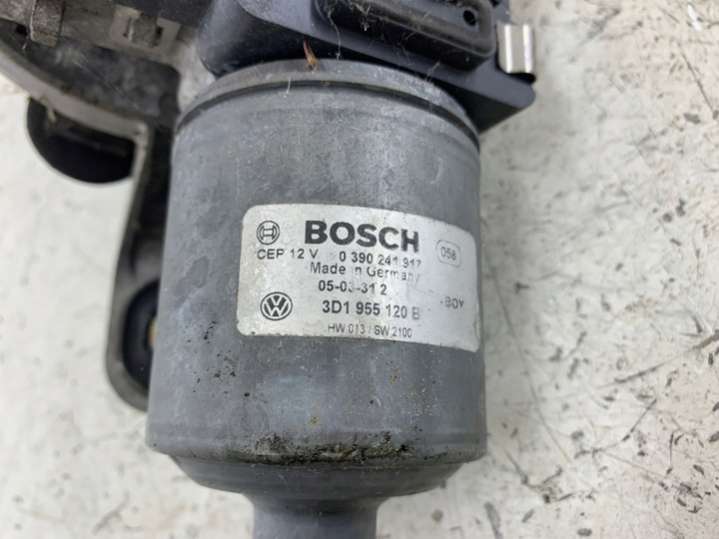 BOSCH
058
CEP 12 V 0 390 241 917
Made in Germany
05-03-31 2
3D1 955 120 B
HW 013 / SW 2100